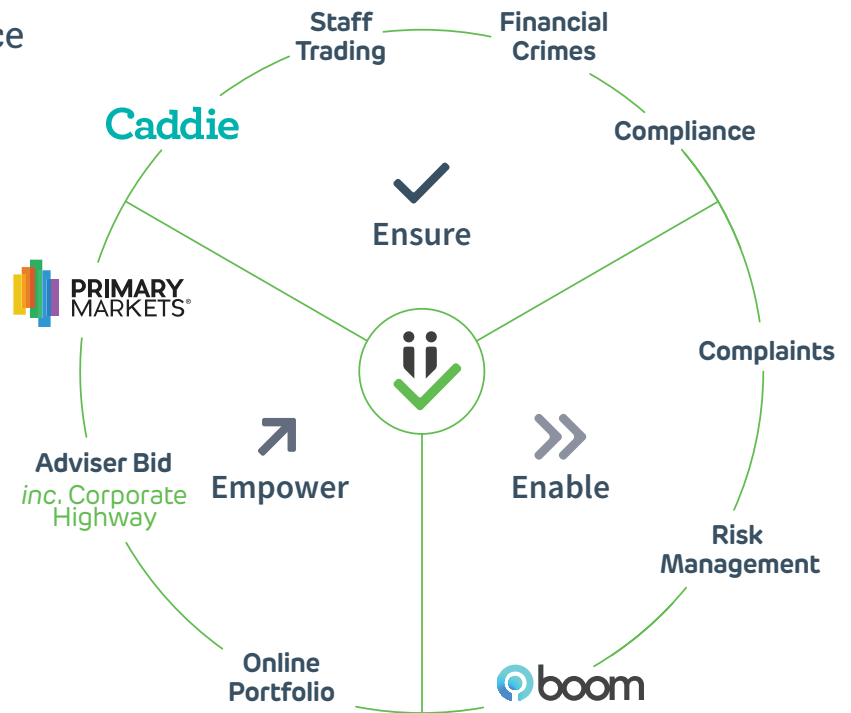 ce
Staff
Trading
Financial
Crimes
Caddie
Compliance
Ensure
PRIMARY
MARKETS®
Complaints
Adviser Bid
inc. Corporate
Highway
Empower
Enable
Risk
Management
Online
Portfolio
boom